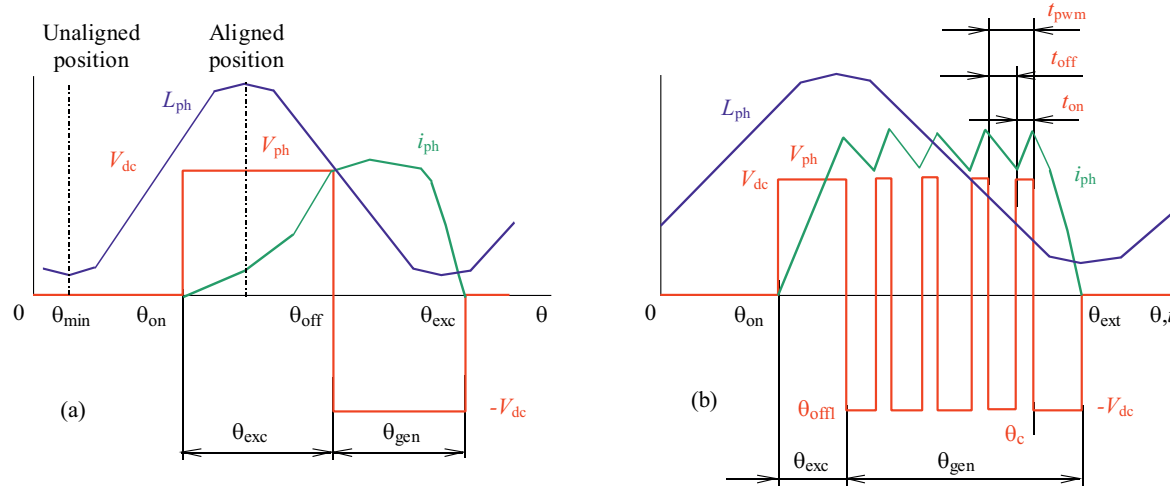 Unaligned
position
Aligned
position
L_ph
V_dc
V_ph
i_ph
0
θ_min
θ_on
θ_off
θ_exc
θ
(a)
-V_dc
θ_exc
θ_gen
t_pwm
t_off
t_on
L_ph
V_ph
V_dc
i_ph
0
θ_on
θ_ext
(b)
θ_offl
θ_c
-V_dc
θ_exc
θ_gen